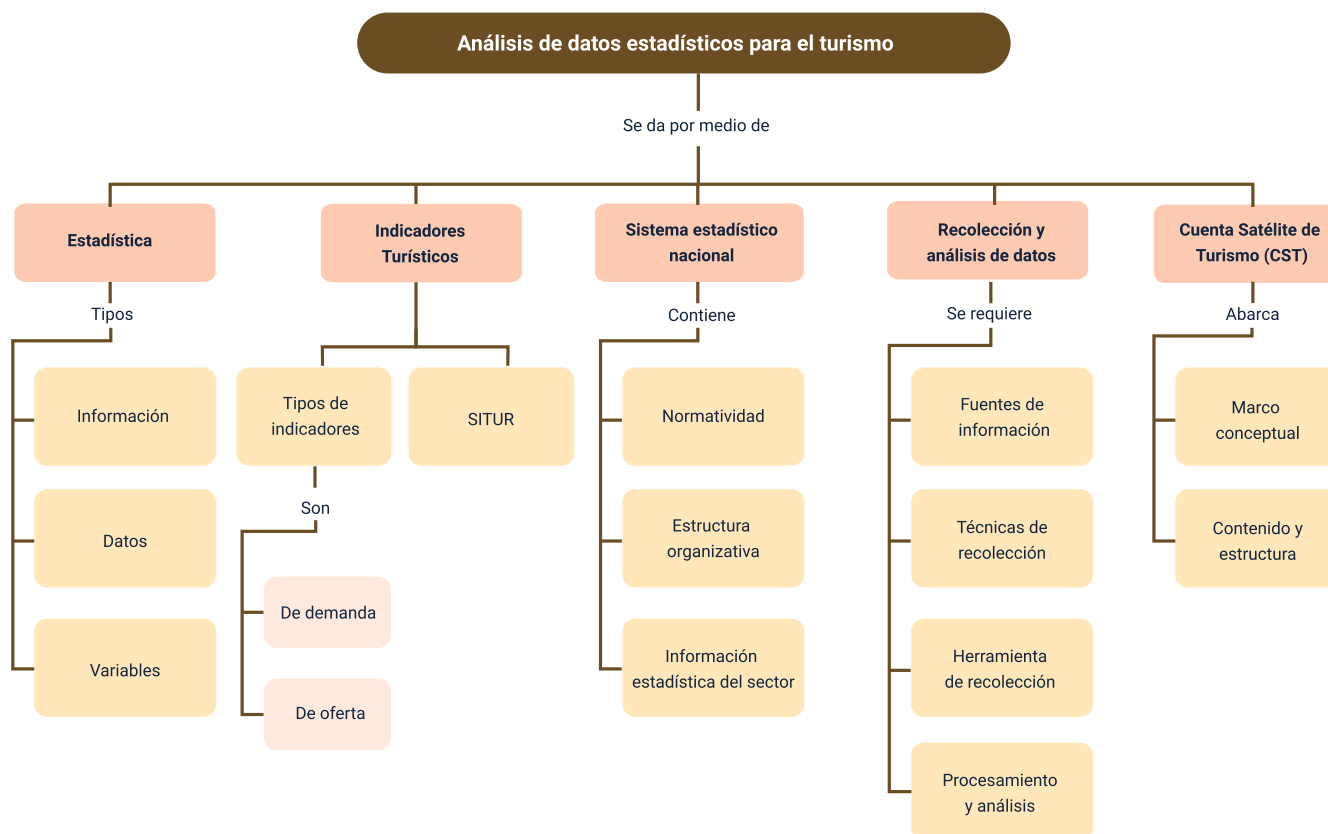 Análisis de datos estadísticos para el turismo
Se da por medio de
Estadística
Tipos
Información
Datos
Variables
Indicadores
Turísticos
Tipos de
indicadores
Son
De demanda
De oferta
SITUR
Sistema estadístico
nacional
Contiene
Normatividad
Estructura
organizativa
Información
estadística del sector
Recolección y
análisis de datos
Se requiere
Fuentes de
información
Técnicas de
recolección
Herramienta
de recolección
Procesamiento
y análisis
Cuenta Satélite de
Turismo (CST)
Abarca
Marco
conceptual
Contenido y
estructura